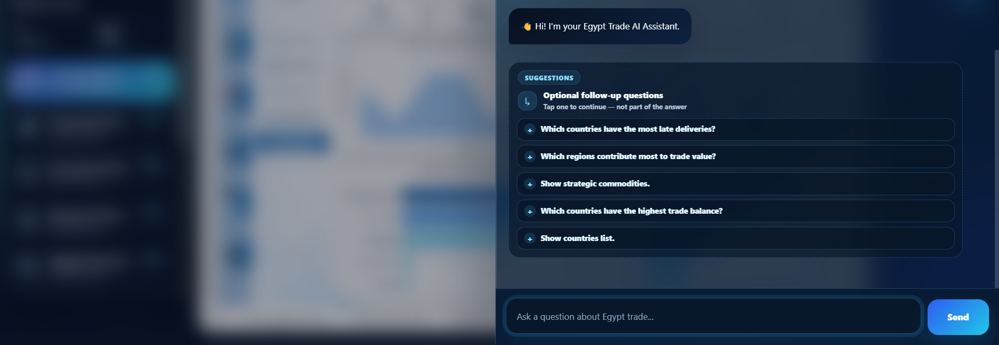 👋 Hi! I'm your Egypt Trade AI Assistant.
SUGGESTIONS
↳
Optional follow-up questions
Tap one to continue — not part of the answer
+ Which countries have the most late deliveries?
+ Which regions contribute most to trade value?
+ Show strategic commodities.
+ Which countries have the highest trade balance?
+ Show countries list.
Ask a question about Egypt trade...
Send